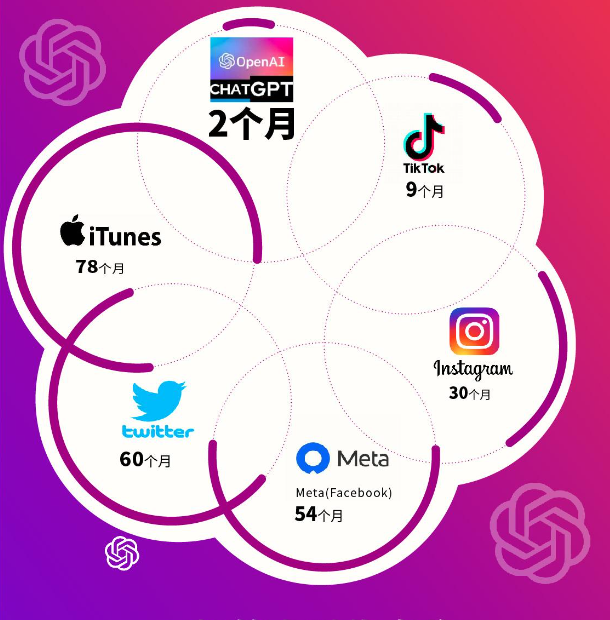 OpenAI
CHATGPT
2个月
TikTok
9个月
iTunes
78个月
Instagram
30个月
twitter
60个月
Meta
Meta(Facebook)
54个月